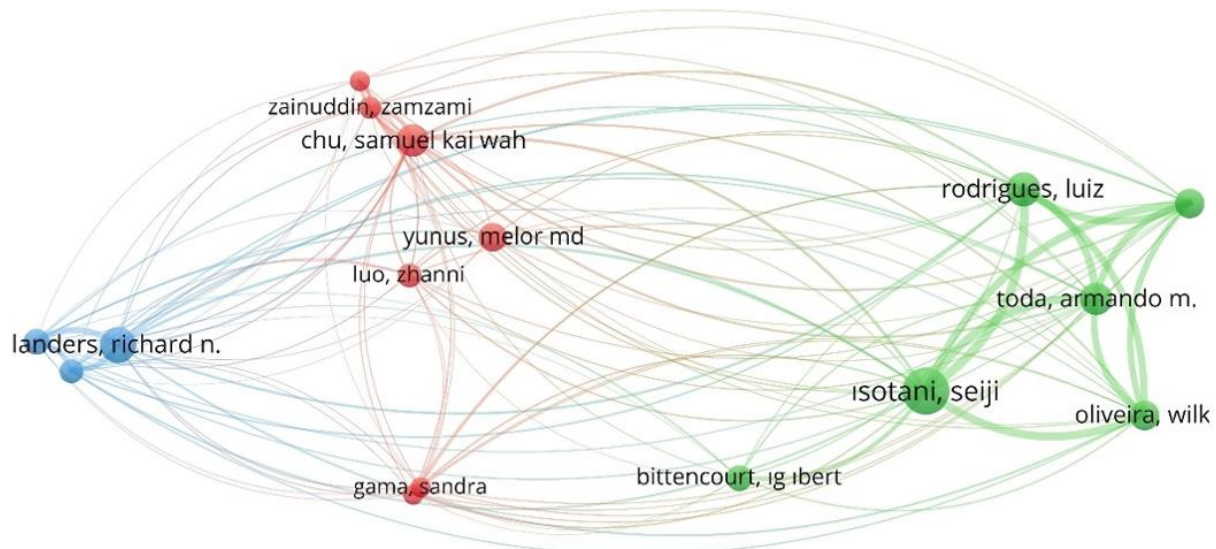 zainuddin, zamzami
chu, samuel kai wah
rodrigues, luiz
yunus, melor md
luo, zhanni
toda, armando m.
landers, richard n.
ısotani, seiji
oliveira, wilk
bittencourt, ıg ıbert
gama, sandra